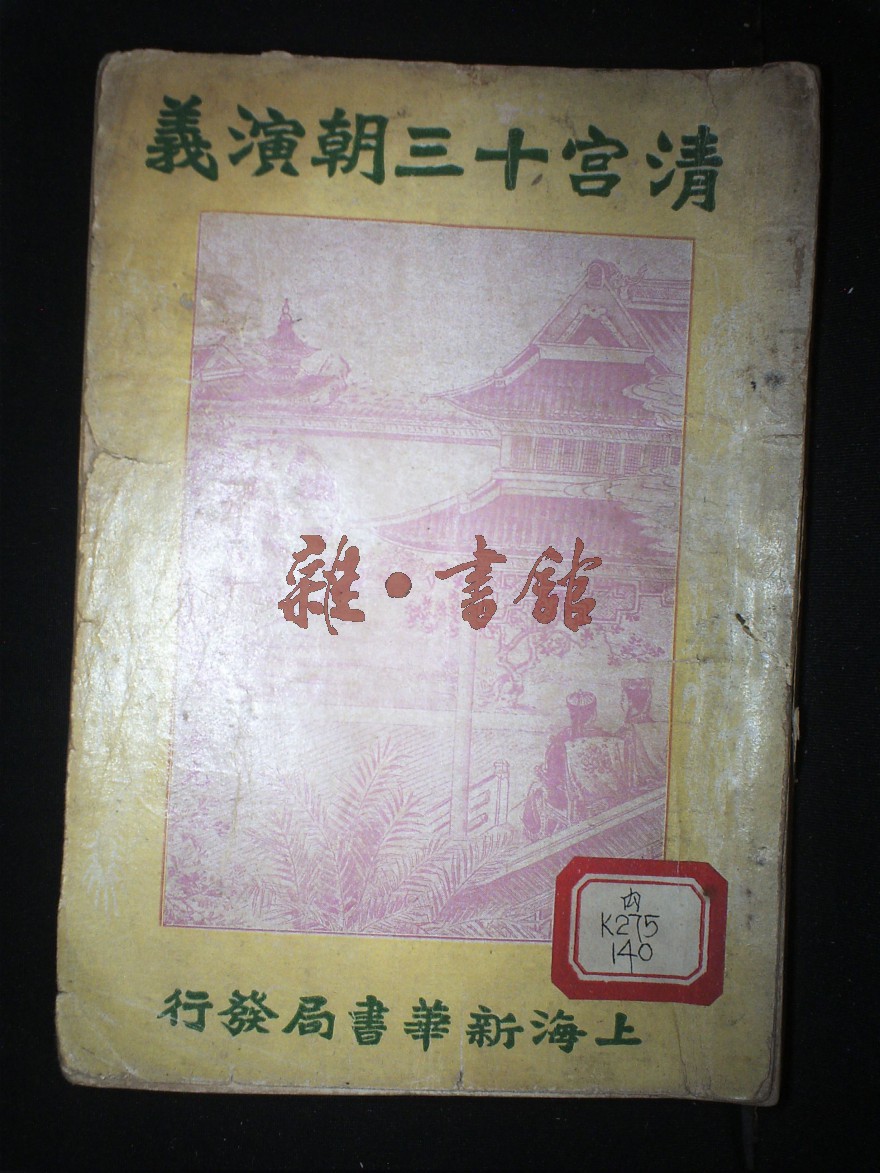 清宮十三朝演義
雜·書館
内
K275
140
上海新華書局發行